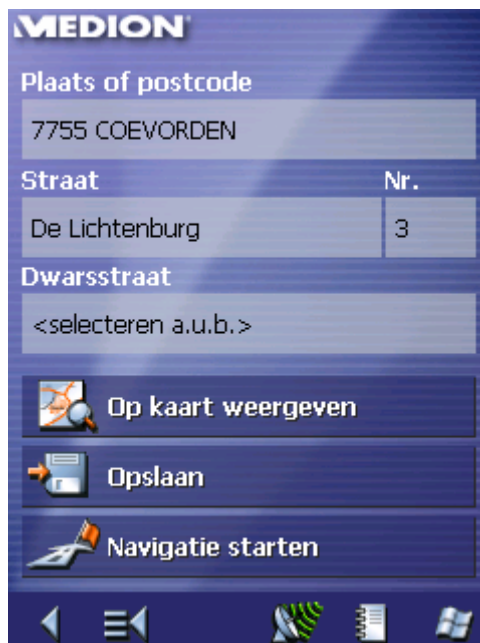 MEDION
Plaats of postcode
7755 COEVORDEN
Straat Nr.
De Lichtenburg 3
Dwarsstraat
<selecteren a.u.b.>
Op kaart weergeven
Opslaan
Navigatie starten